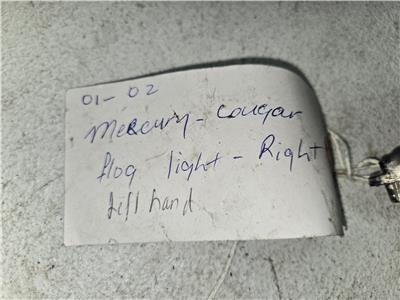 01-02
Mercury - Cougar
flog light - Right
Left hand